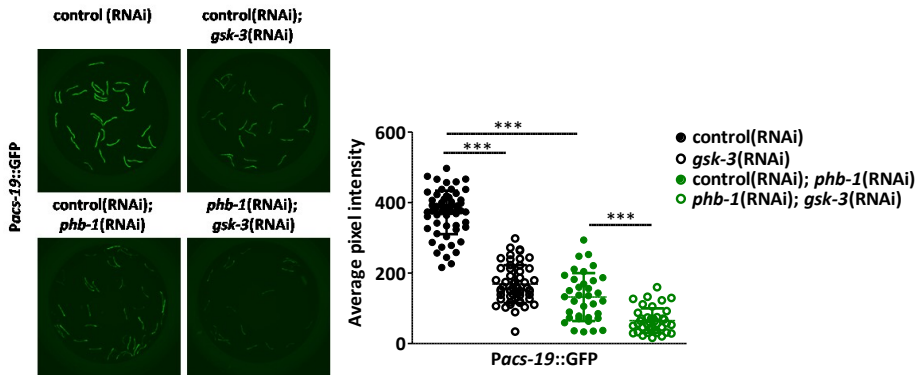 control (RNAi)
control(RNAi);
gsk-3(RNAi)
Pacs-19::GFP
control(RNAi);
phb-1(RNAi)
phb-1(RNAi);
gsk-3(RNAi)
Average pixel intensity
600
400
200
0
***
***
***
Pacs-19::GFP
control(RNAi)
gsk-3(RNAi)
control(RNAi); phb-1(RNAi)
phb-1(RNAi); gsk-3(RNAi)